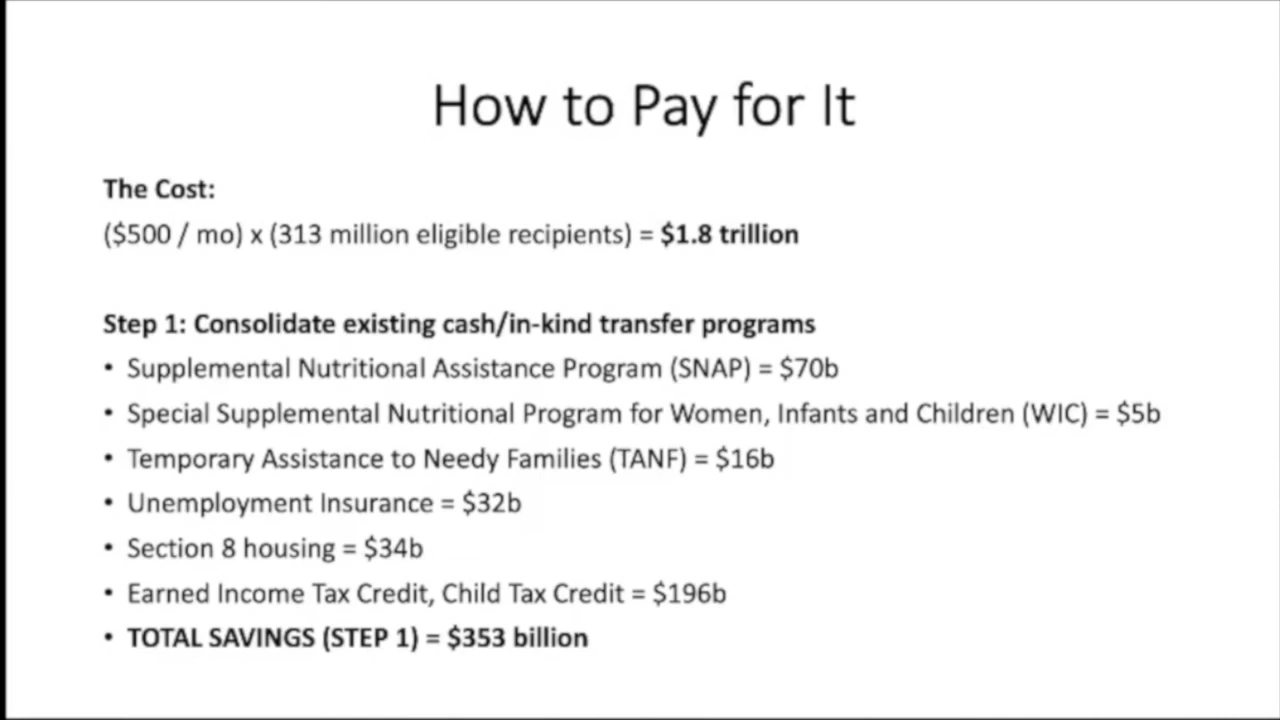 How to Pay for It
The Cost:
($500 / mo) x (313 million eligible recipients) = $1.8 trillion
Step 1: Consolidate existing cash/in-kind transfer programs
• Supplemental Nutritional Assistance Program (SNAP) = $70b
• Special Supplemental Nutritional Program for Women, Infants and Children (WIC) = $5b
• Temporary Assistance to Needy Families (TANF) = $16b
• Unemployment Insurance = $32b
• Section 8 housing = $34b
• Earned Income Tax Credit, Child Tax Credit = $196b
• TOTAL SAVINGS (STEP 1) = $353 billion